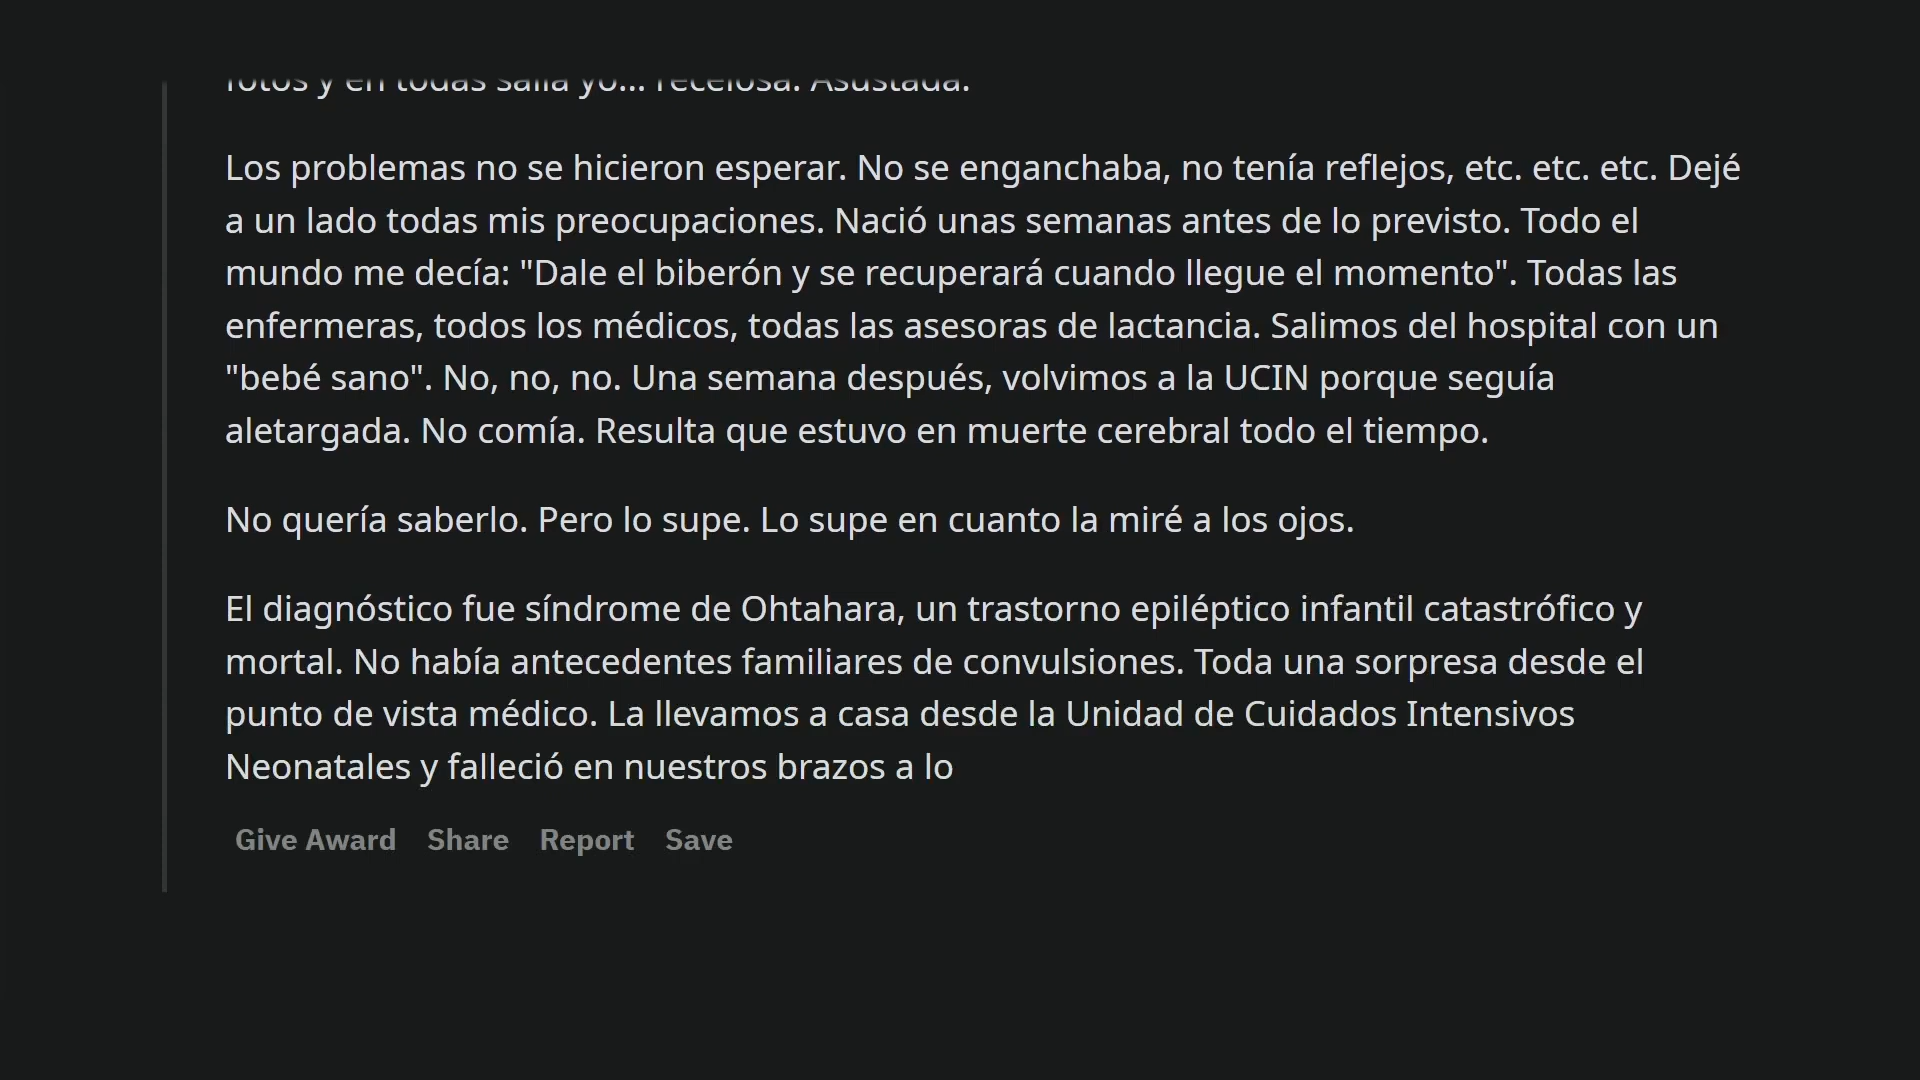 fotos y en todas salía yo... recelosa. Asustada.
Los problemas no se hicieron esperar. No se enganchaba, no tenía reflejos, etc. etc. etc. Dejé
a un lado todas mis preocupaciones. Nació unas semanas antes de lo previsto. Todo el
mundo me decía: "Dale el biberón y se recuperará cuando llegue el momento". Todas las
enfermeras, todos los médicos, todas las asesoras de lactancia. Salimos del hospital con un
"bebé sano". No, no, no. Una semana después, volvimos a la UCIN porque seguía
aletargada. No comía. Resulta que estuvo en muerte cerebral todo el tiempo.
No quería saberlo. Pero lo supe. Lo supe en cuanto la miré a los ojos.
El diagnóstico fue síndrome de Ohtahara, un trastorno epiléptico infantil catastrófico y
mortal. No había antecedentes familiares de convulsiones. Toda una sorpresa desde el
punto de vista médico. La llevamos a casa desde la Unidad de Cuidados Intensivos
Neonatales y falleció en nuestros brazos a lo
Give Award Share Report Save